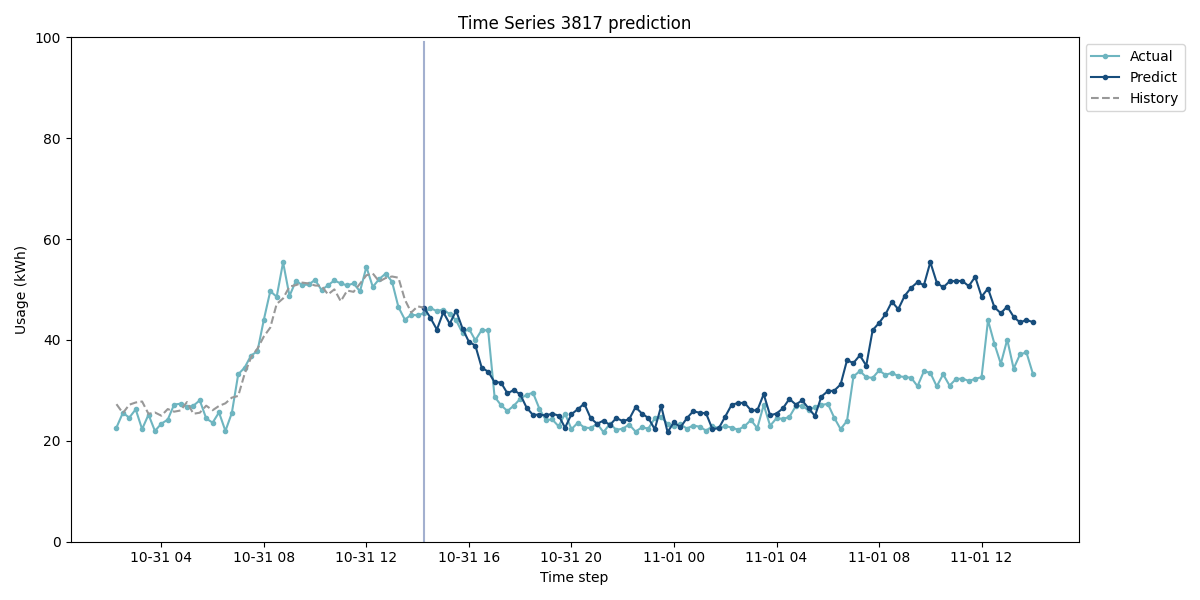 Time Series 3817 prediction
100
80
60
40
20
0
Usage (kWh)
10-31 04
10-31 08
10-31 12
10-31 16
10-31 20
11-01 00
11-01 04
11-01 08
11-01 12
Time step
Actual
Predict
History